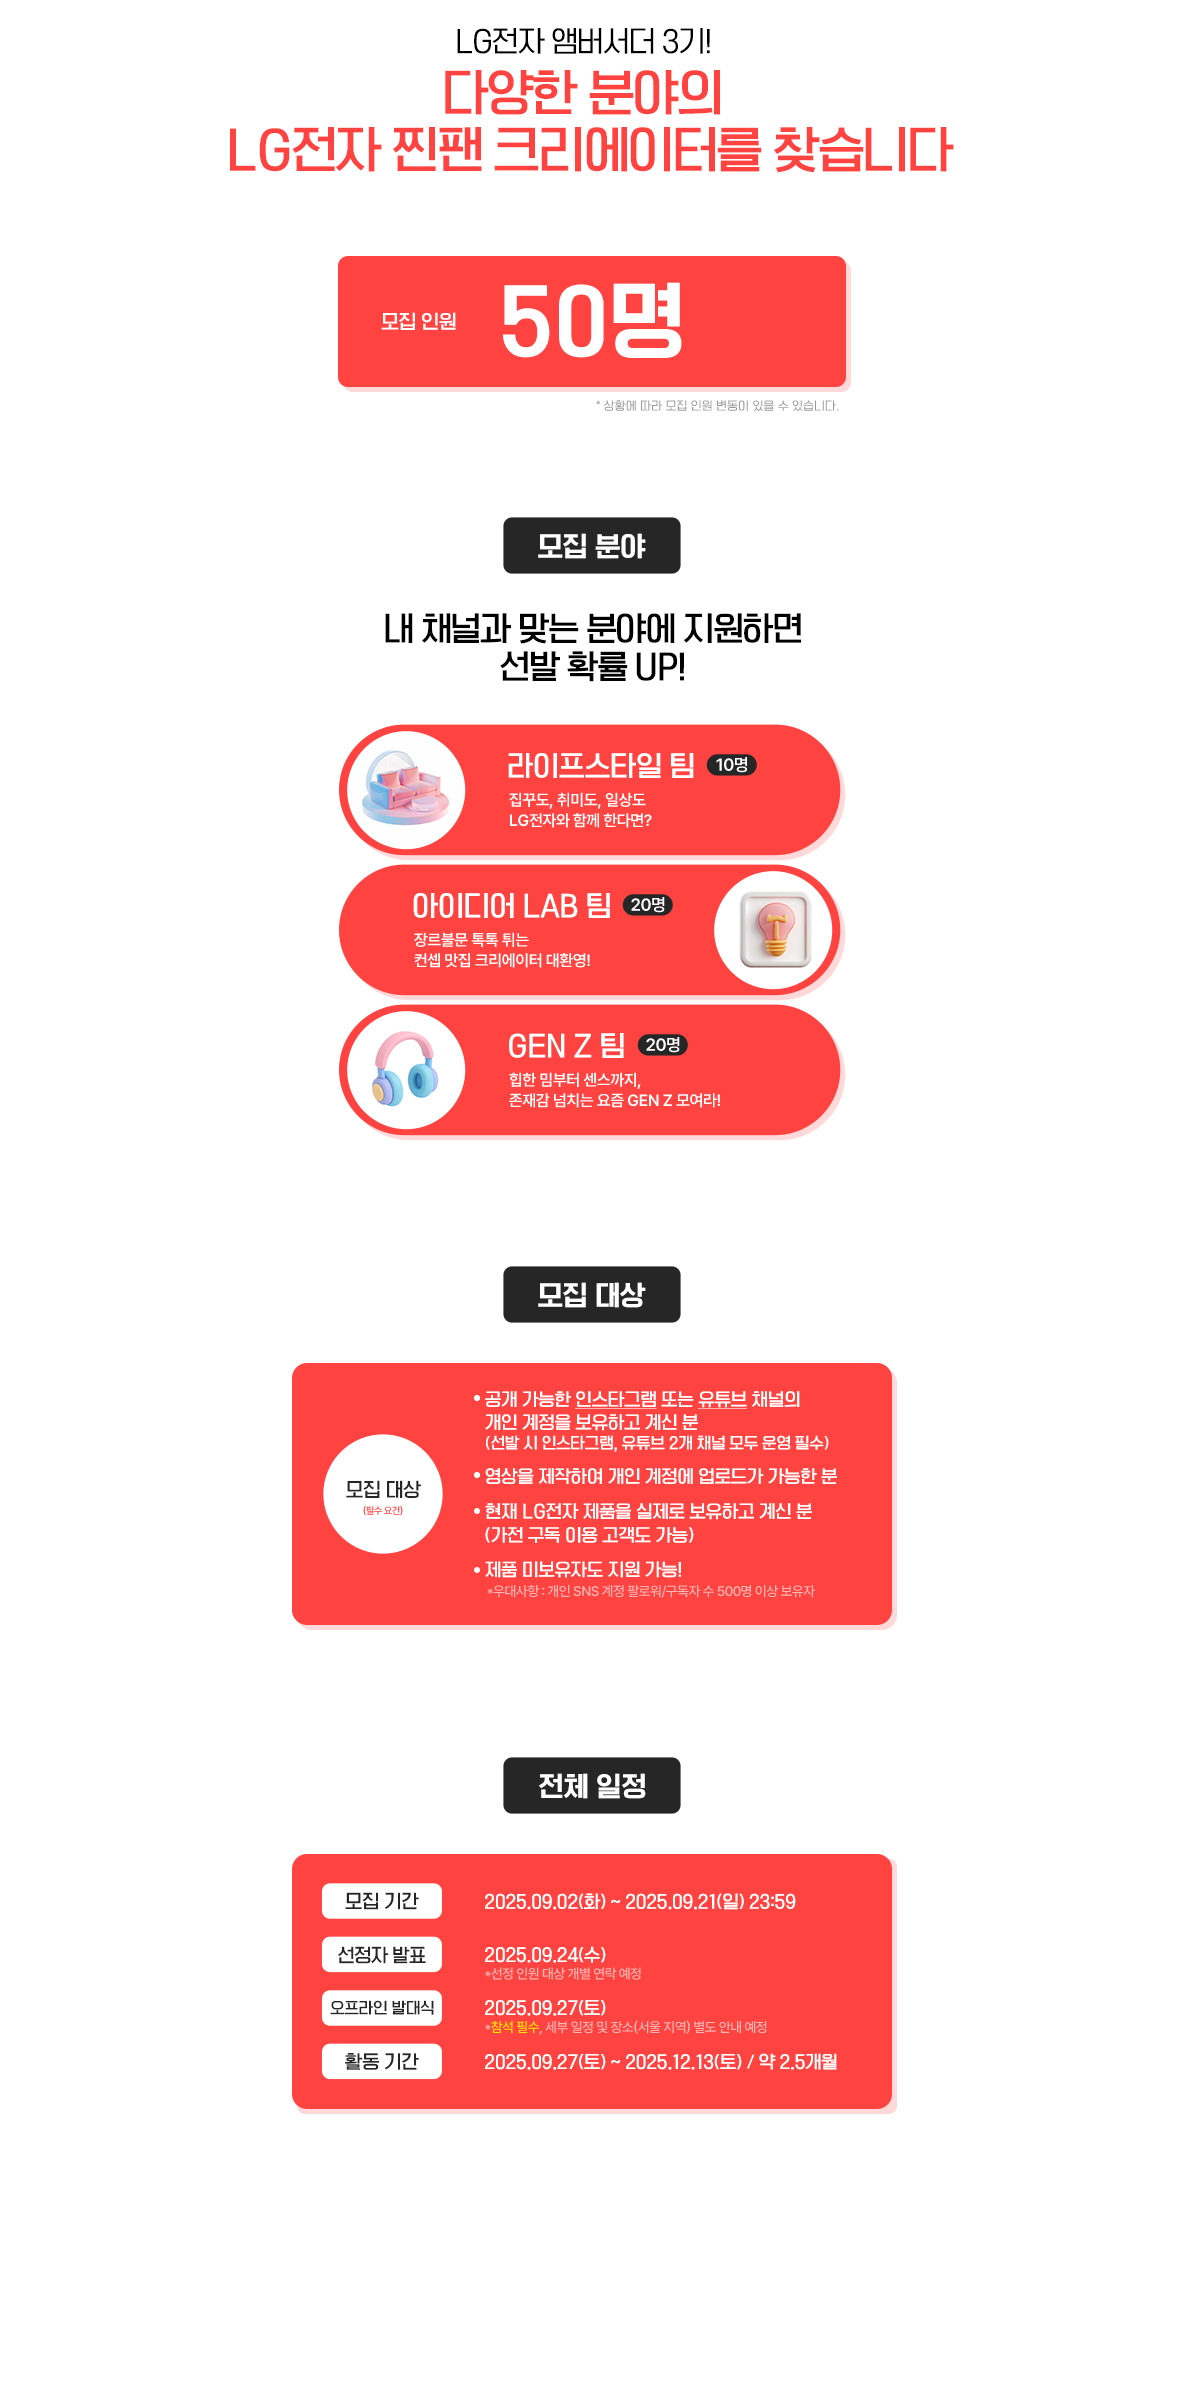 LG전자 앰버서더 3기!
다양한 분야의
LG전자 찐팬 크리에이터를 찾습니다
모집 인원
50명
* 상황에 따라 모집 인원 변동이 있을 수 있습니다.
모집 분야
내 채널과 맞는 분야에 지원하면
선발 확률 UP!
라이프스타일 팀 10명
집꾸도, 취미도, 일상도
LG전자와 함께 한다면?
아이디어 LAB 팀 20명
장르불문 톡톡 튀는
컨셉 맛집 크리에이터 대환영!
GEN Z 팀 20명
힙한 밈부터 센스까지,
존재감 넘치는 요즘 GEN Z 모여라!
모집 대상
모집 대상
(필수 요건)
• 공개 가능한 인스타그램 또는 유튜브 채널의
개인 계정을 보유하고 계신 분
(선발 시 인스타그램, 유튜브 2개 채널 모두 운영 필수)
• 영상을 제작하여 개인 계정에 업로드가 가능한 분
• 현재 LG전자 제품을 실제로 보유하고 계신 분
(가전 구독 이용 고객도 가능)
• 제품 미보유자도 지원 가능!
*우대사항 : 개인 SNS 계정 팔로워/구독자 수 500명 이상 보유자
전체 일정
모집 기간
2025.09.02(화) ~ 2025.09.21(일) 23:59
선정자 발표
2025.09.24(수)
*선정 인원 대상 개별 연락 예정
오프라인 발대식
2025.09.27(토)
*참석 필수, 세부 일정 및 장소(서울 지역) 별도 안내 예정
활동 기간
2025.09.27(토) ~ 2025.12.13(토) / 약 2.5개월